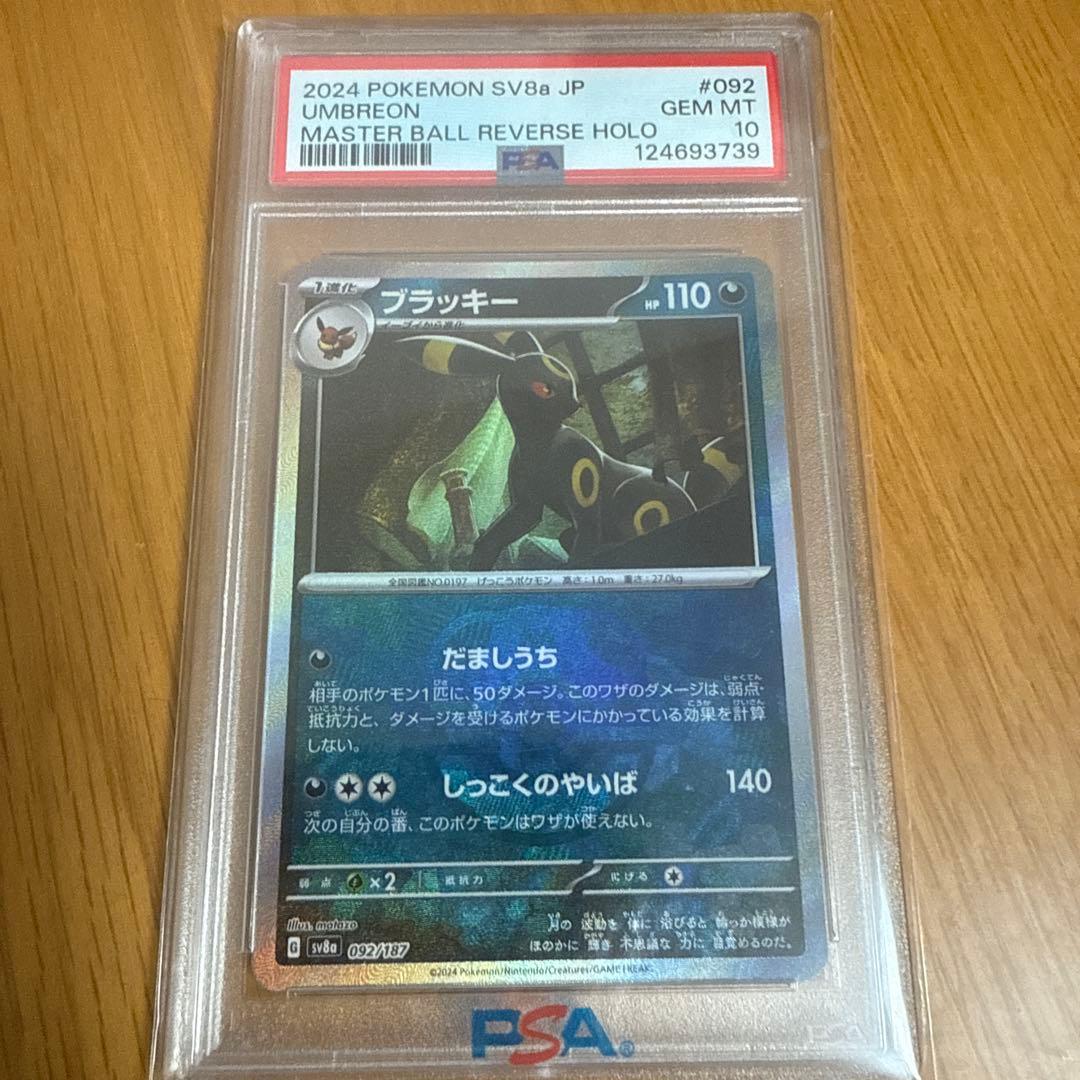 2024 POKEMON SV8a JP #092
UMBREON GEM MT
MASTER BALL REVERSE HOLO 10
PSA 124693739
1進化 ブラッキー HP 110
イーブイから進化
全国図鑑NO.0197 げっこうポケモン 高さ:1.0m 重さ:27.0kg
だましうち
相手のポケモン1匹に、50ダメージ。このワザのダメージは、弱点・
抵抗力と、ダメージを受けるポケモンにかかっている効果を計算
しない。
しっこくのやいば 140
次の自分の番、このポケモンはワザが使えない。
弱点 ×2 抵抗力 にげる
Illus. motazo
月の波動を体に浴びると輪っか模様が
G SV8a 092/187 ほのかに輝き不思議な力に目覚めるのだ。
©2024 Pokémon/Nintendo/Creatures/GAME FREAK.
PSA®
PSA